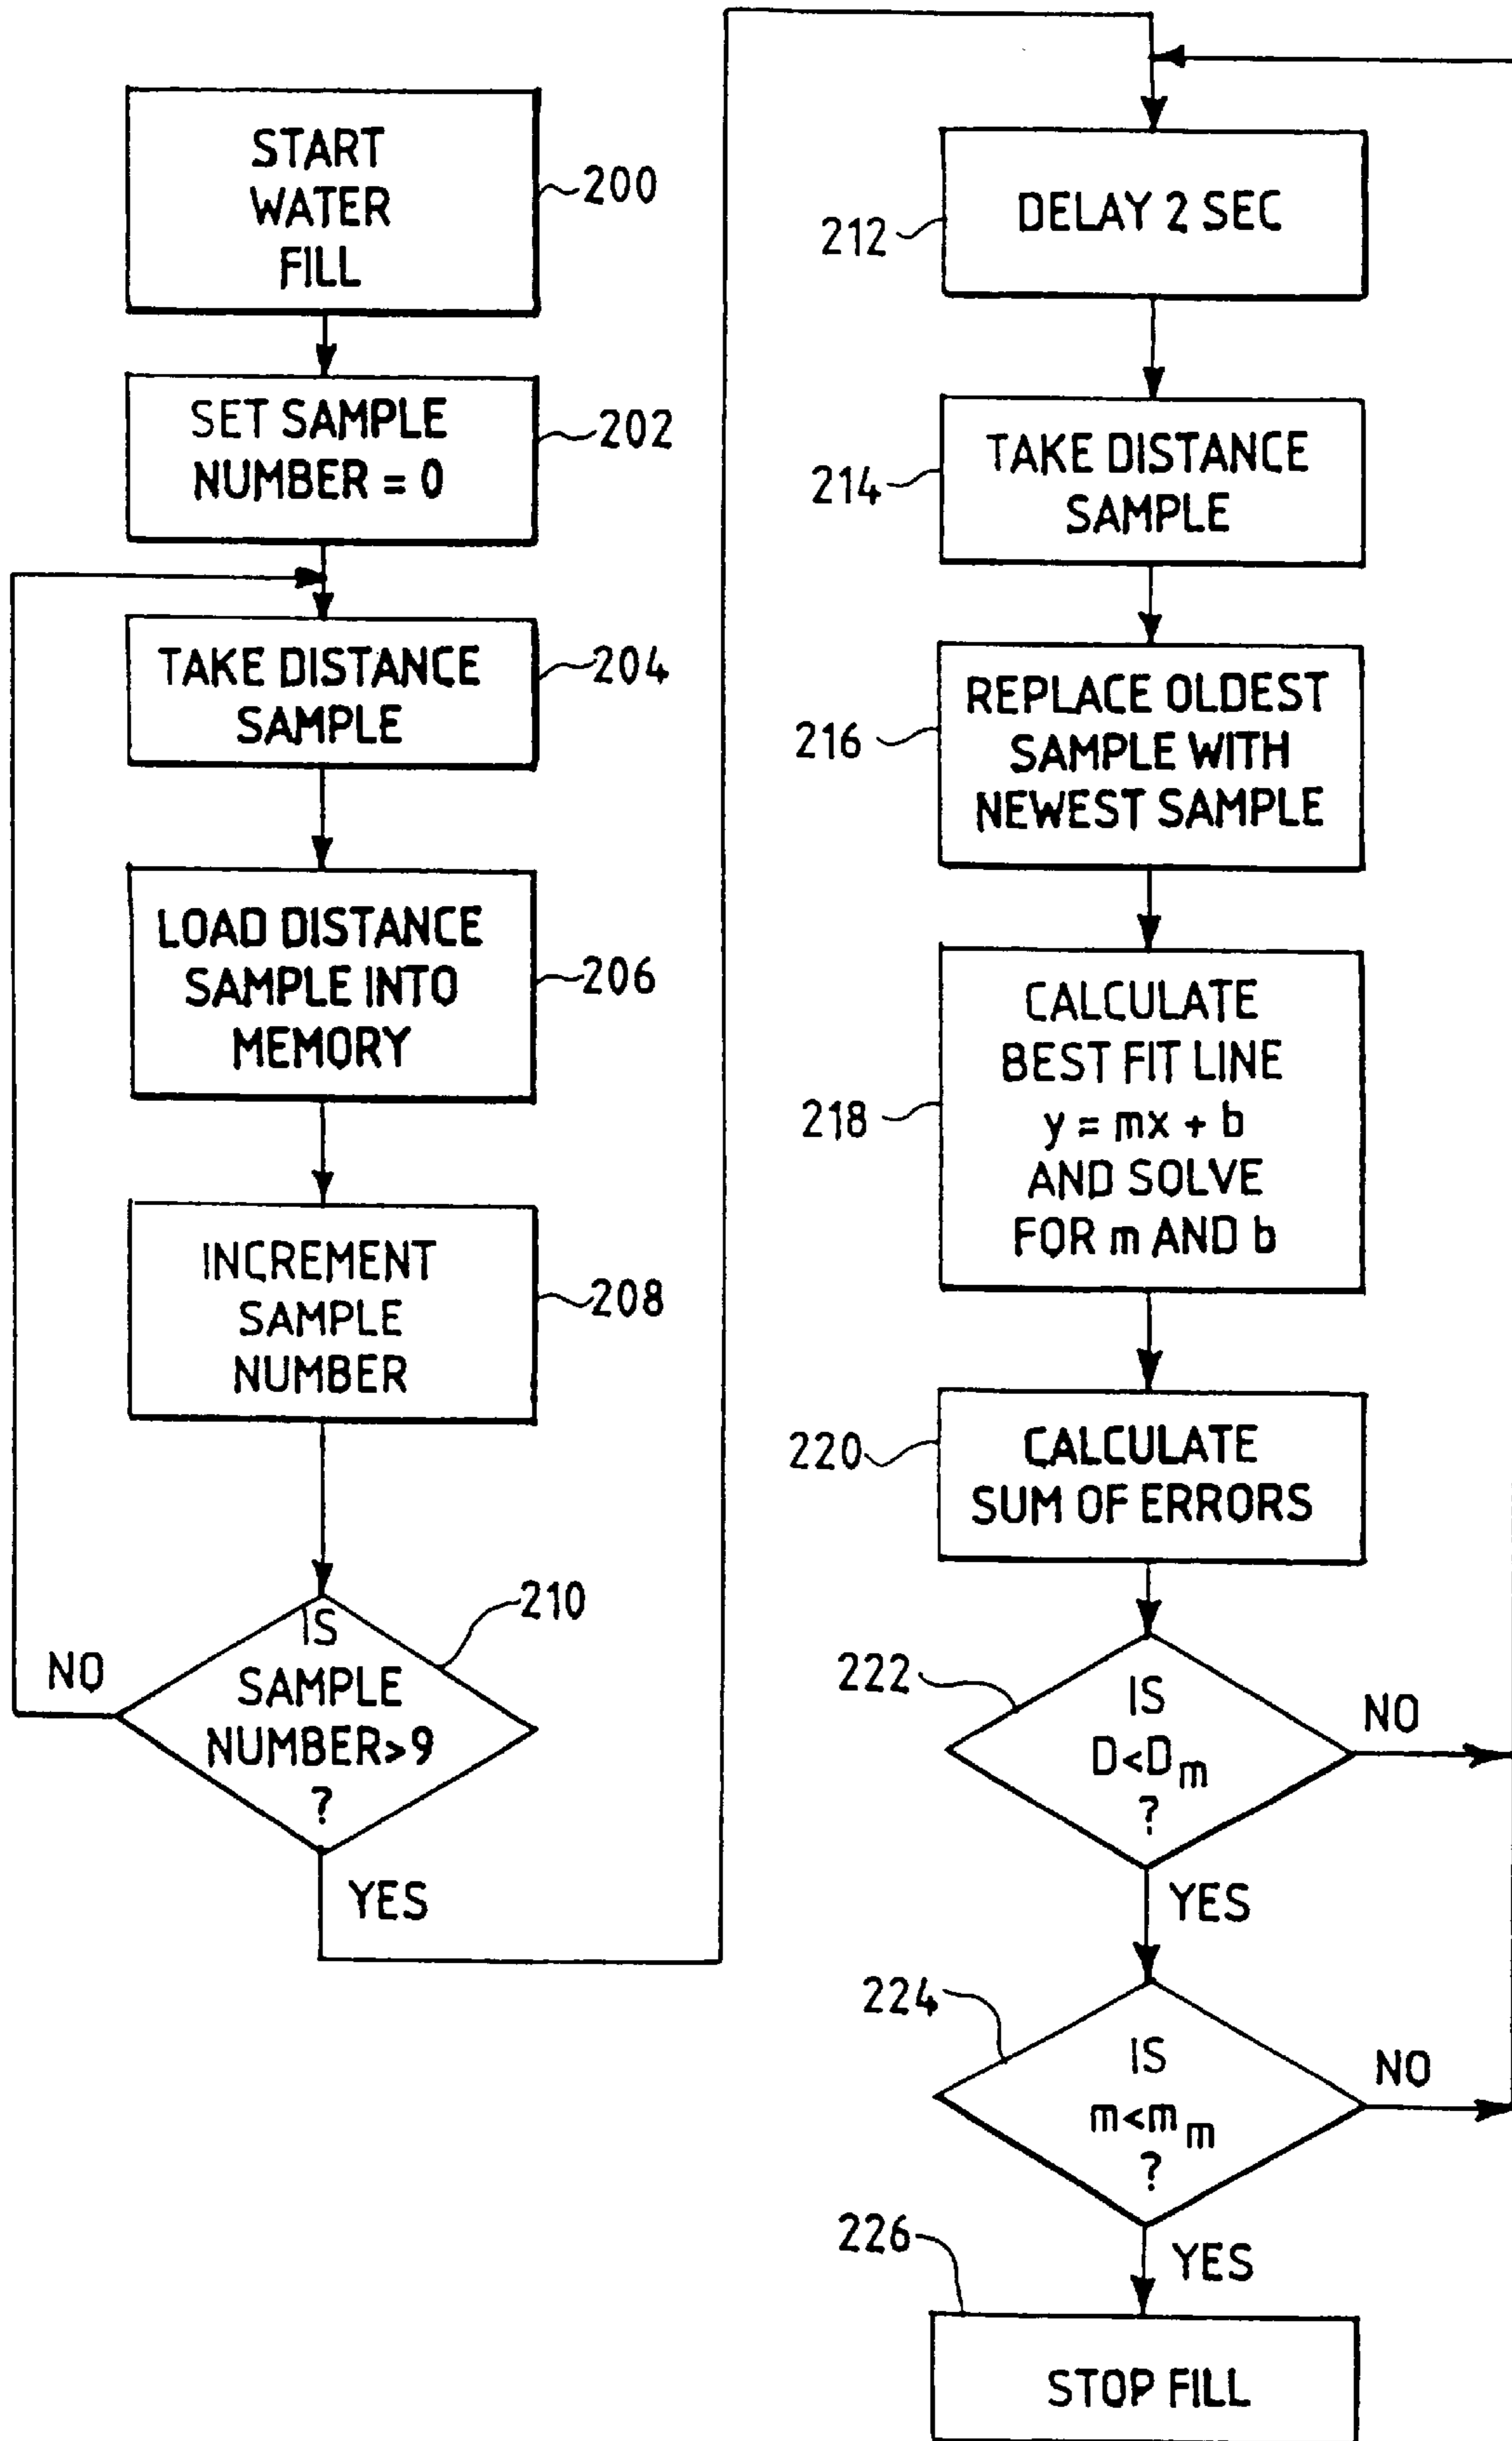 START
WATER
FILL
200
SET SAMPLE
NUMBER = 0
202
TAKE DISTANCE
SAMPLE
204
LOAD DISTANCE
SAMPLE INTO
MEMORY
206
INCREMENT
SAMPLE
NUMBER
208
IS
SAMPLE
NUMBER>9
?
210
NO
YES
DELAY 2 SEC
212
TAKE DISTANCE
SAMPLE
214
REPLACE OLDEST
SAMPLE WITH
NEWEST SAMPLE
216
CALCULATE
BEST FIT LINE
y = mx + b
AND SOLVE
FOR m AND b
218
CALCULATE
SUM OF ERRORS
220
IS
D<Dm
?
222
NO
YES
IS
m<mm
?
224
NO
YES
STOP FILL
226